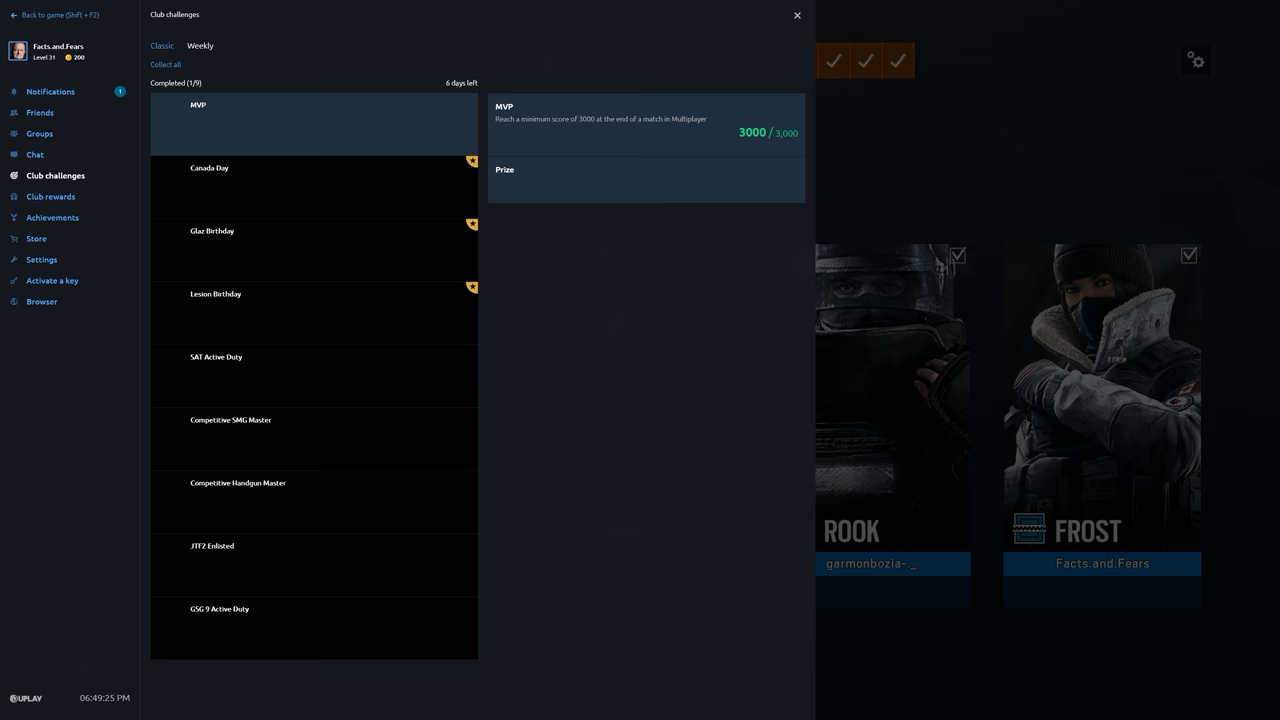 Back to game (Shift + F2)
Facts.and.Fears
Level 31 200
Notifications 1
Friends
Groups
Chat
Club challenges
Club rewards
Achievements
Store
Settings
Activate a key
Browser
UPLAY 06:49:25 PM
Club challenges
Classic Weekly
Collect all
Completed (1/9) 6 days left
MVP
Canada Day
Glaz Birthday
Lesion Birthday
SAT Active Duty
Competitive SMG Master
Competitive Handgun Master
JTF2 Enlisted
GSG 9 Active Duty
MVP
Reach a minimum score of 3000 at the end of a match in Multiplayer
3000 / 3,000
Prize
ROOK
garmonbozia-._
FROST
Facts.and.Fears